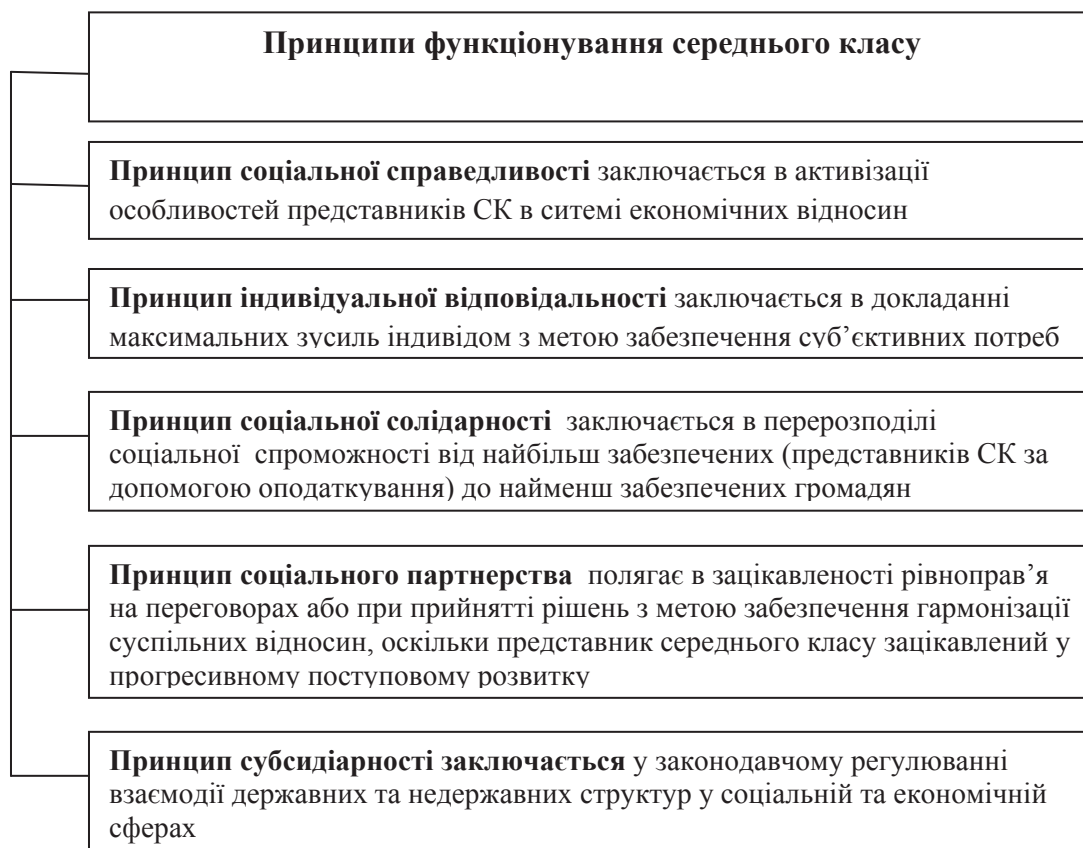 Принципи функціонування середнього класу
Принцип соціальної справедливості заключається в активізації
особливостей представників СК в ситемі економічних відносин
Принцип індивідуальної відповідальності заключається в докладанні
максимальних зусиль індивідом з метою забезпечення суб’єктивних потреб
Принцип соціальної солідарності заключається в перерозподілі
соціальної спроможності від найбільш забезпечених (представників СК за
допомогою оподаткування) до найменш забезпечених громадян
Принцип соціального партнерства полягає в зацікавленості рівноправ’я
на переговорах або при прийнятті рішень з метою забезпечення гармонізації
суспільних відносин, оскільки представник середнього класу зацікавлений у
прогресивному поступовому розвитку
Принцип субсидіарності заключається у законодавчому регулюванні
взаємодії державних та недержавних структур у соціальній та економічній
сферах